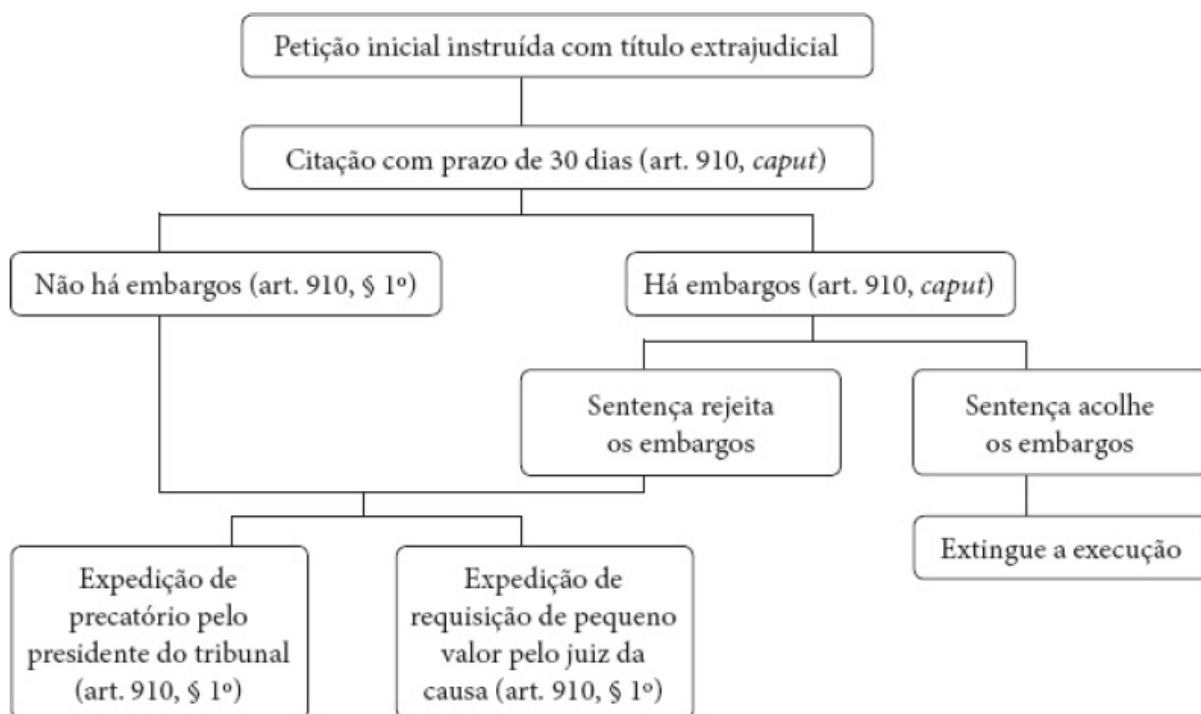 Petição inicial instruída com título extrajudicial
Citação com prazo de 30 dias (art. 910, caput)
Não há embargos (art. 910, § 1º)
Há embargos (art. 910, caput)
Sentença rejeita
os embargos
Sentença acolhe
os embargos
Extingue a execução
Expedição de
precatório pelo
presidente do tribunal
(art. 910, § 1º)
Expedição de
requisição de pequeno
valor pelo juiz da
causa (art. 910, § 1º)